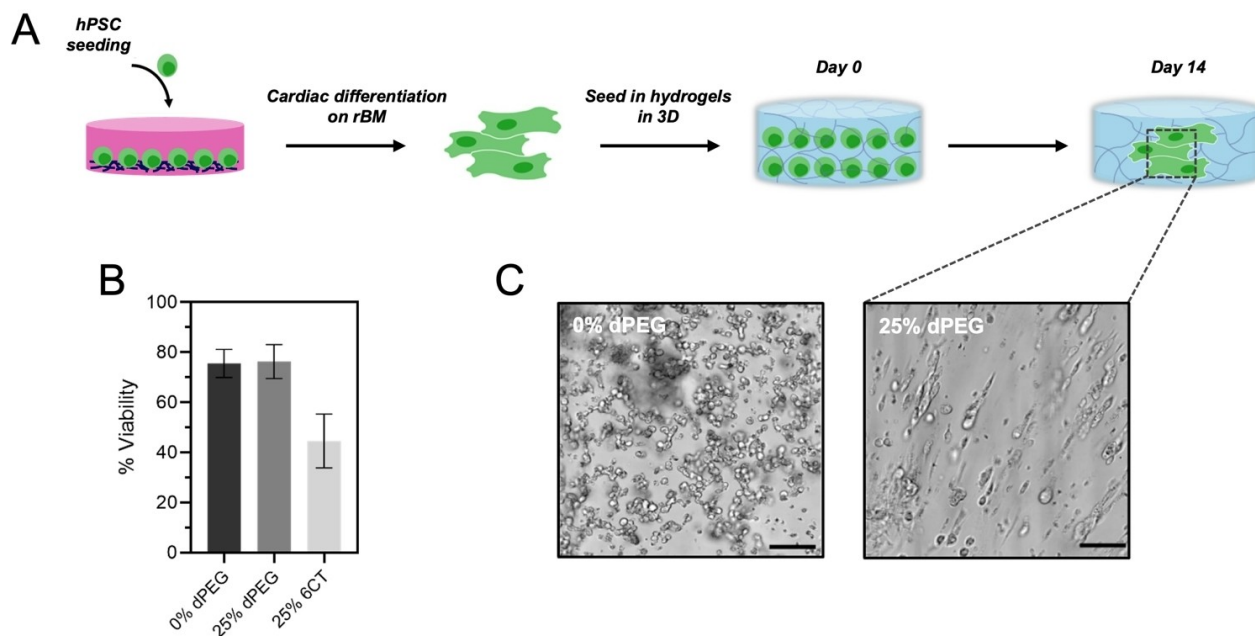 A
hPSC
seeding
Cardiac differentiation
on rBM
Seed in hydrogels
in 3D
Day 0
Day 14
B
% Viability
100
80
60
40
20
0
0% dPEG
25% dPEG
25% 6CT
C
0% dPEG
25% dPEG